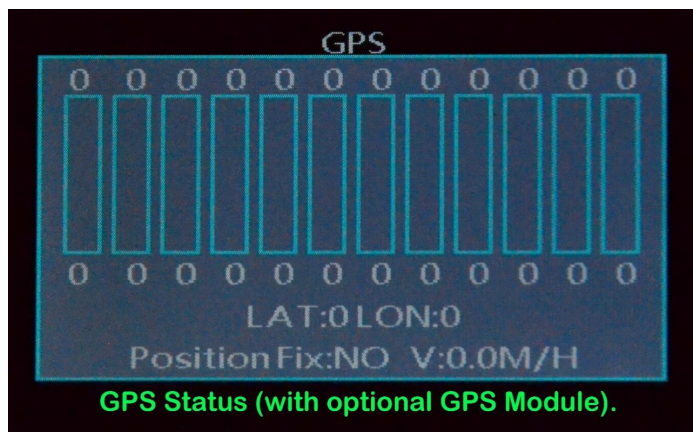 GPS
0 0 0 0 0 0 0 0 0 0 0 0
0 0 0 0 0 0 0 0 0 0 0 0
LAT:0 LON:0
Position Fix:NO V:0.0M/H
GPS Status (with optional GPS Module).